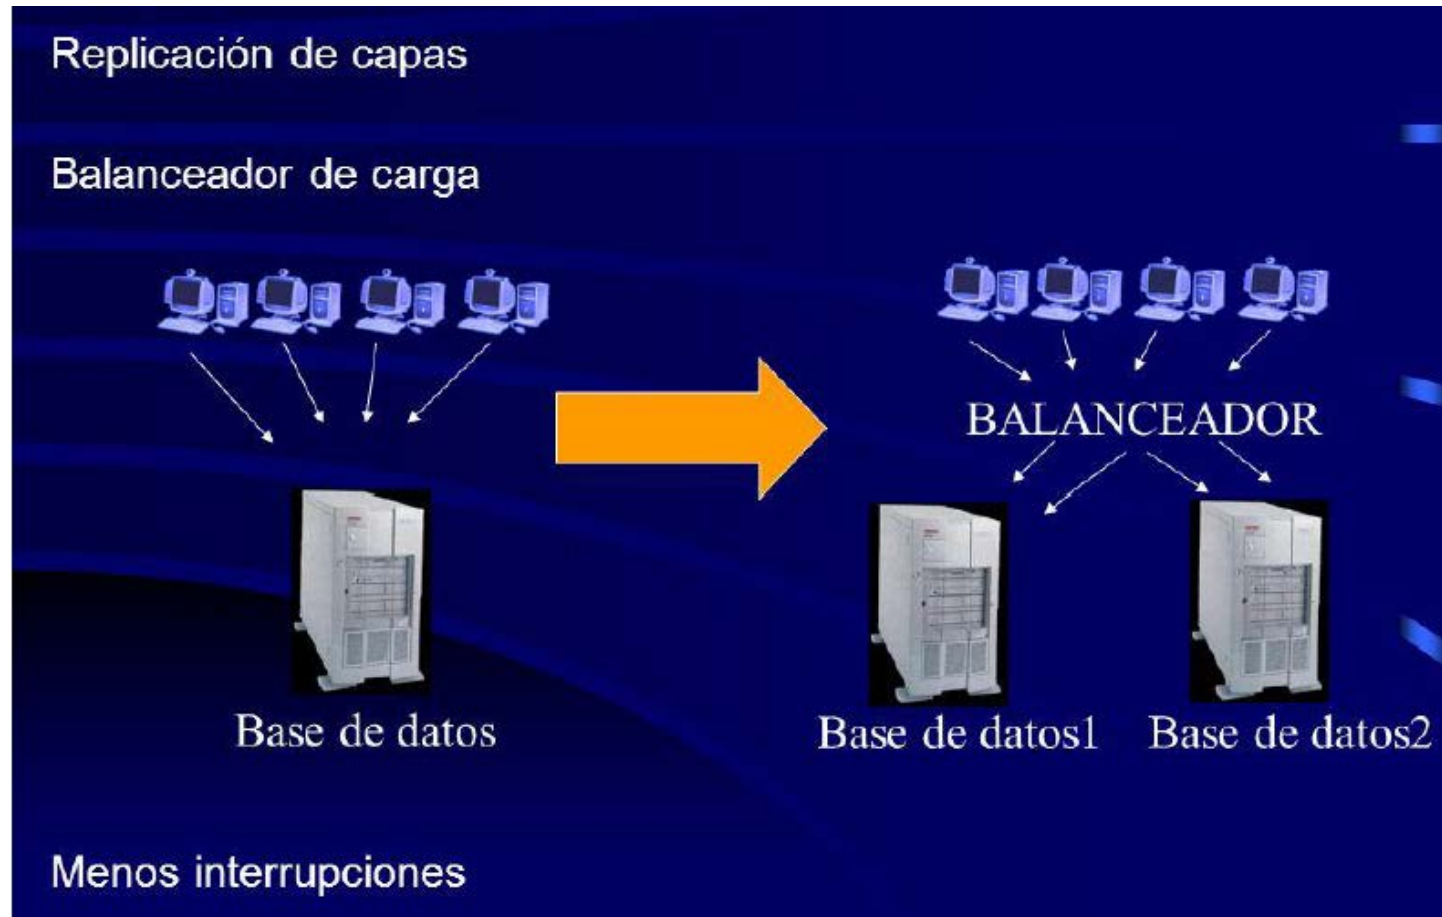 Replicación de capas
Balanceador de carga
BALANCEADOR
Base de datos
Base de datos1
Base de datos2
Menos interrupciones